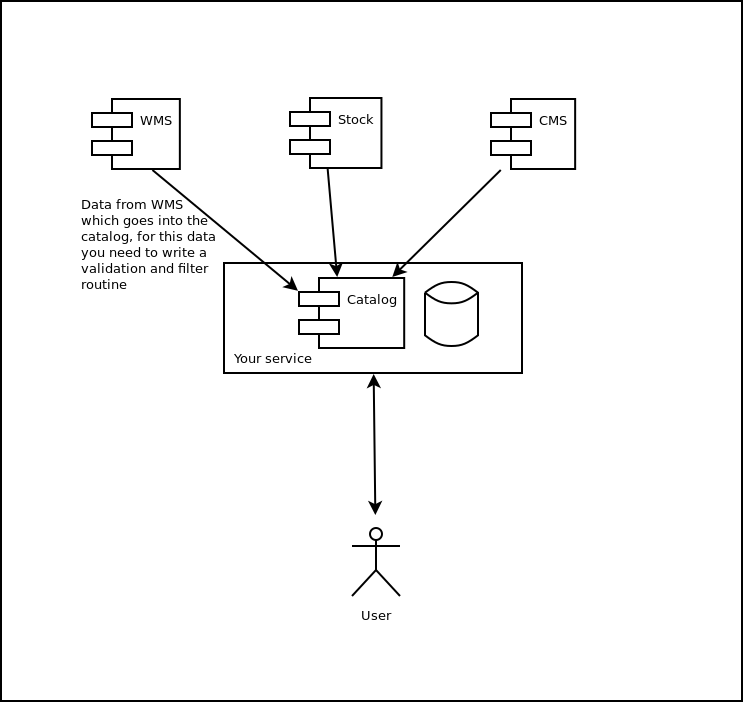 WMS
Stock
CMS
Data from WMS
which goes into the
catalog, for this data
you need to write a
validation and filter
routine
Catalog
Your service
User